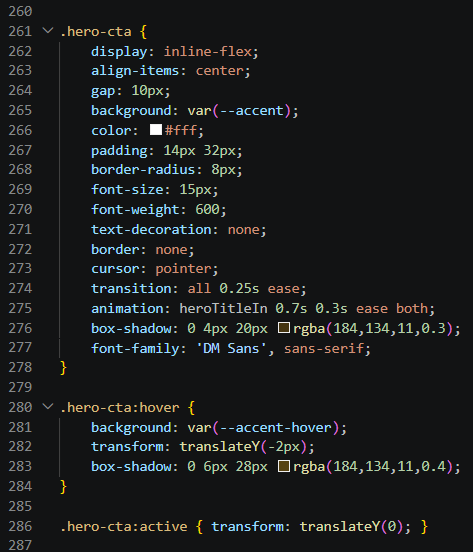 260
261 .hero-cta {
262     display: inline-flex;
263     align-items: center;
264     gap: 10px;
265     background: var(--accent);
266     color: #fff;
267     padding: 14px 32px;
268     border-radius: 8px;
269     font-size: 15px;
270     font-weight: 600;
271     text-decoration: none;
272     border: none;
273     cursor: pointer;
274     transition: all 0.25s ease;
275     animation: heroTitleIn 0.7s 0.3s ease both;
276     box-shadow: 0 4px 20px rgba(184,134,11,0.3);
277     font-family: 'DM Sans', sans-serif;
278 }
279
280 .hero-cta:hover {
281     background: var(--accent-hover);
282     transform: translateY(-2px);
283     box-shadow: 0 6px 28px rgba(184,134,11,0.4);
284 }
285
286 .hero-cta:active { transform: translateY(0); }
287